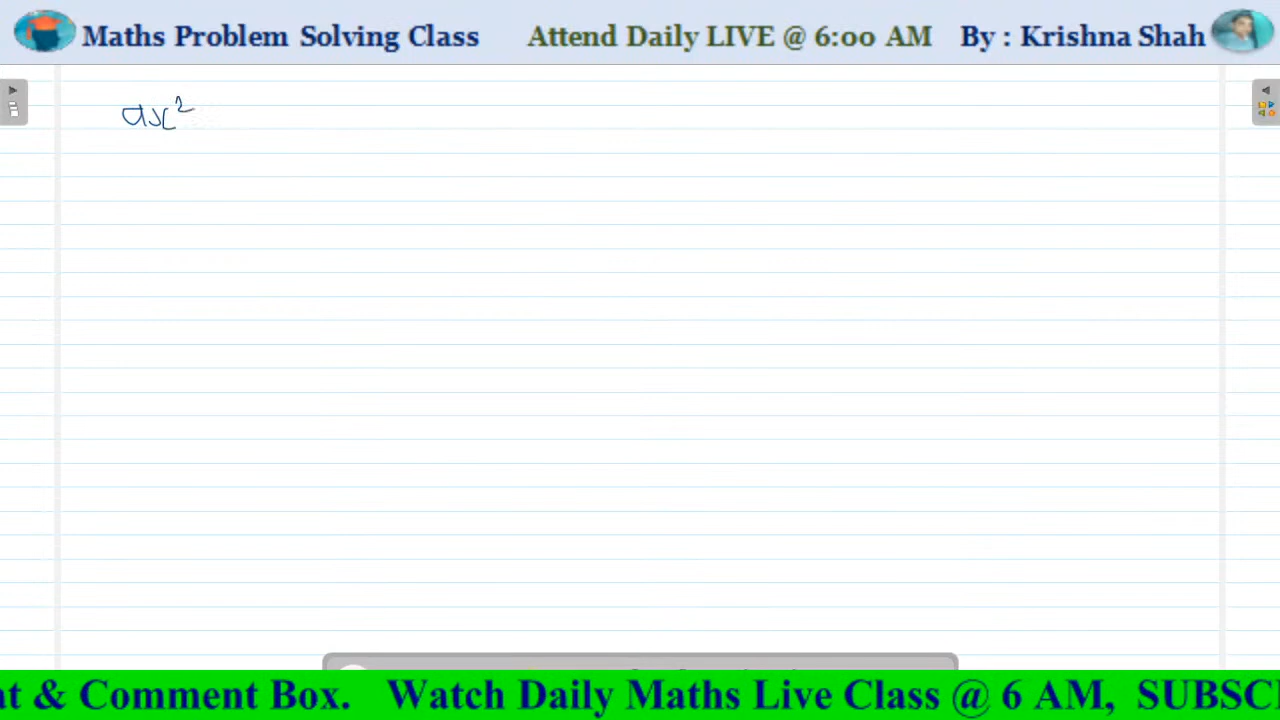 Maths Problem Solving Class Attend Daily LIVE @ 6:00 AM By : Krishna Shah
ax²
& Comment Box. Watch Daily Maths Live Class @ 6 AM,